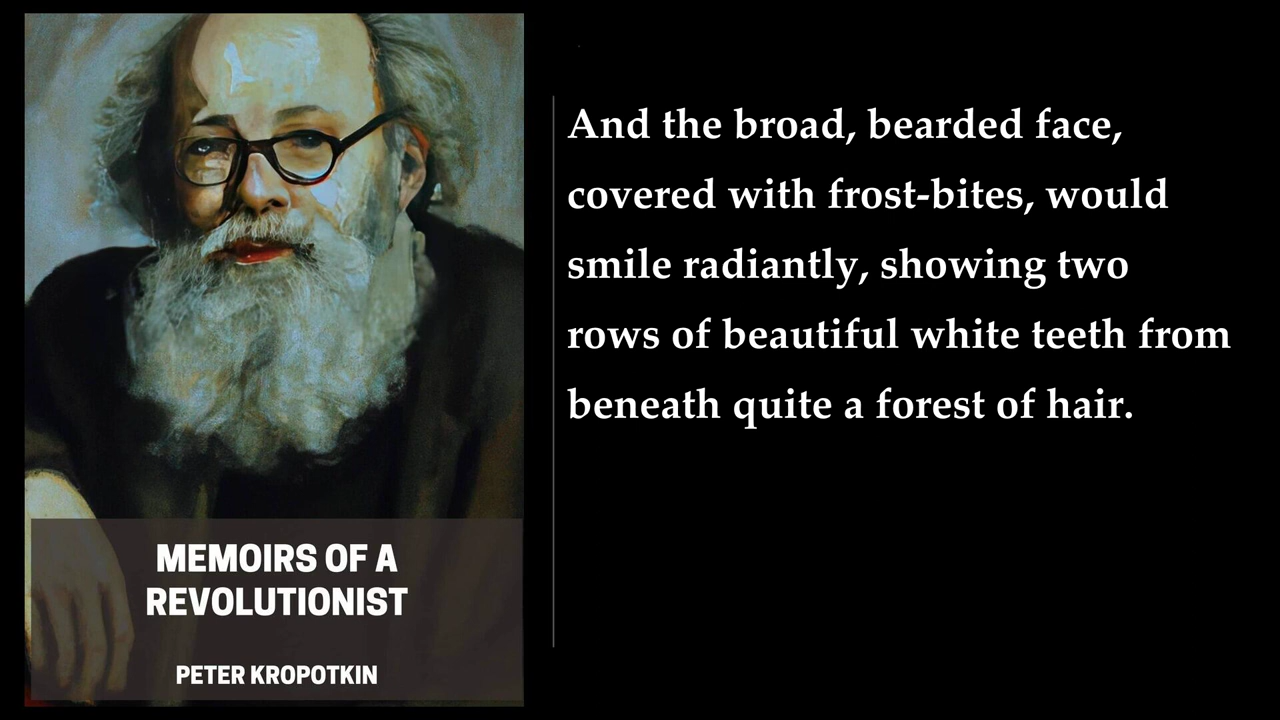 And the broad, bearded face,
covered with frost-bites, would
smile radiantly, showing two
rows of beautiful white teeth from
beneath quite a forest of hair.
MEMOIRS OF A
REVOLUTIONIST
PETER KROPOTKIN